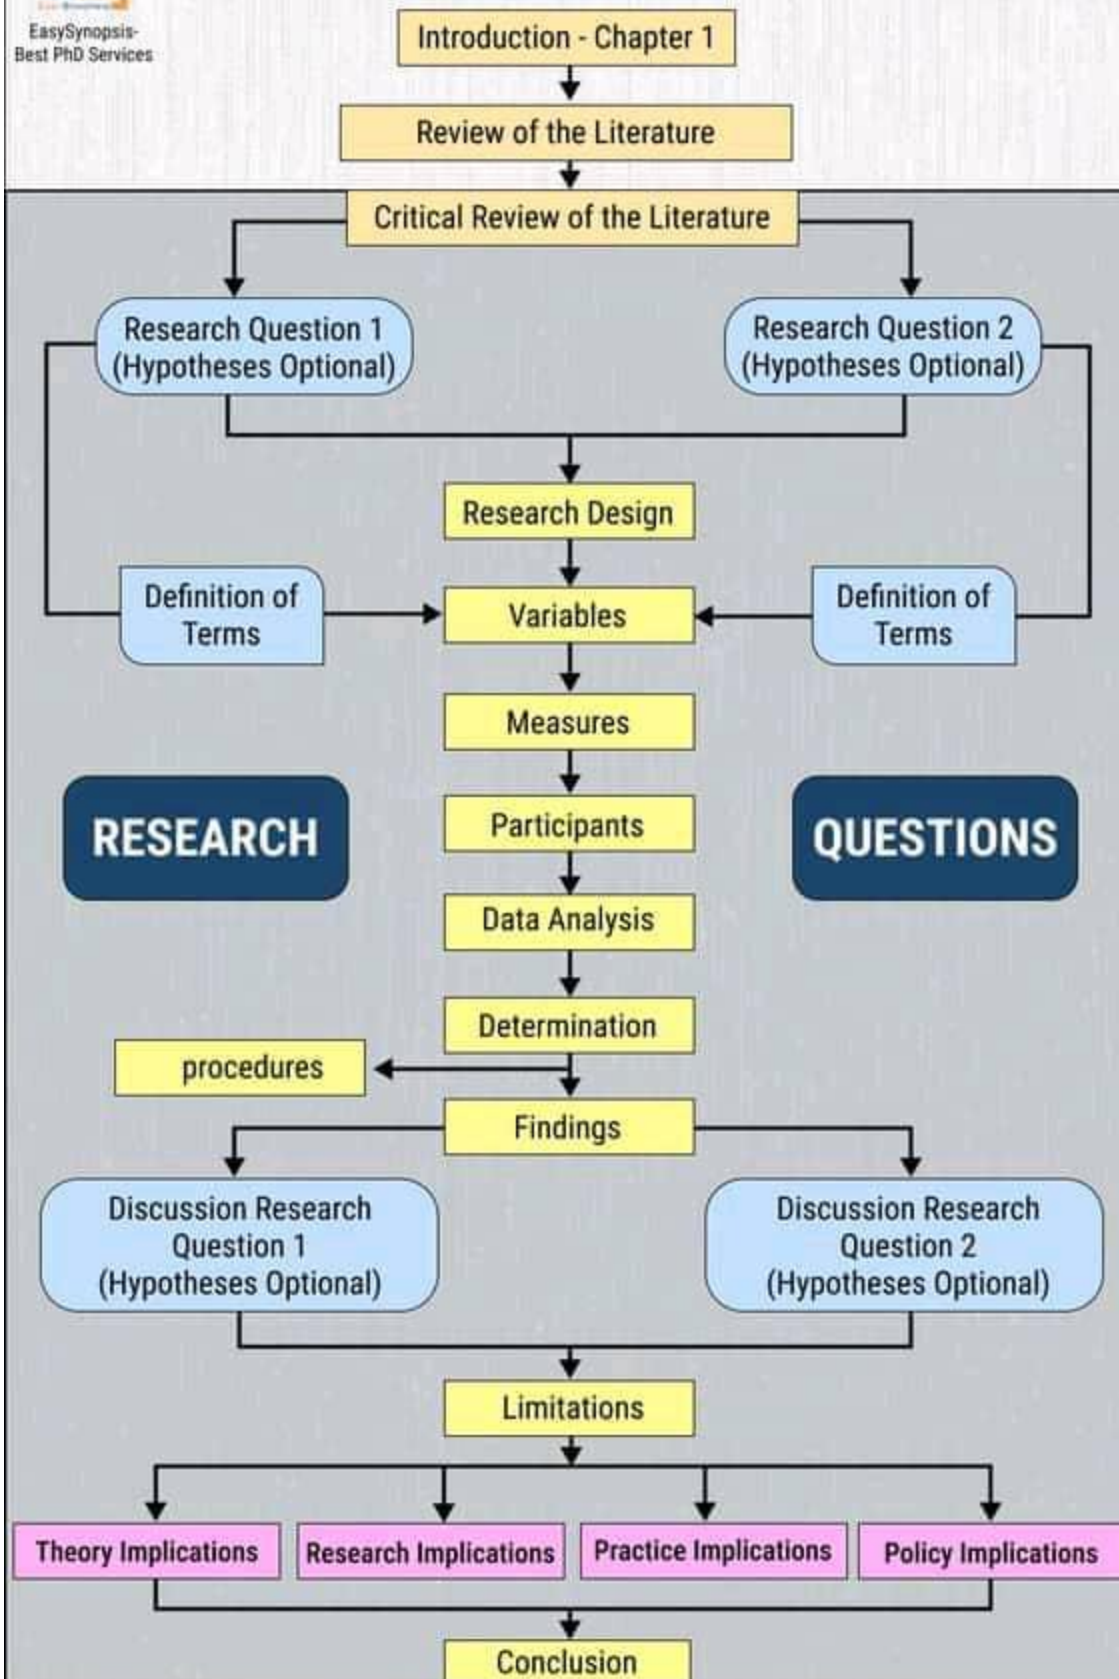 EasySynopsis-
Best PhD Services
Introduction - Chapter 1
Review of the Literature
Critical Review of the Literature
Research Question 1
(Hypotheses Optional)
Research Question 2
(Hypotheses Optional)
Research Design
Definition of
Terms
Variables
Definition of
Terms
Measures
RESEARCH
Participants
QUESTIONS
Data Analysis
Determination
procedures
Findings
Discussion Research
Question 1
(Hypotheses Optional)
Discussion Research
Question 2
(Hypotheses Optional)
Limitations
Theory Implications
Research Implications
Practice Implications
Policy Implications
Conclusion